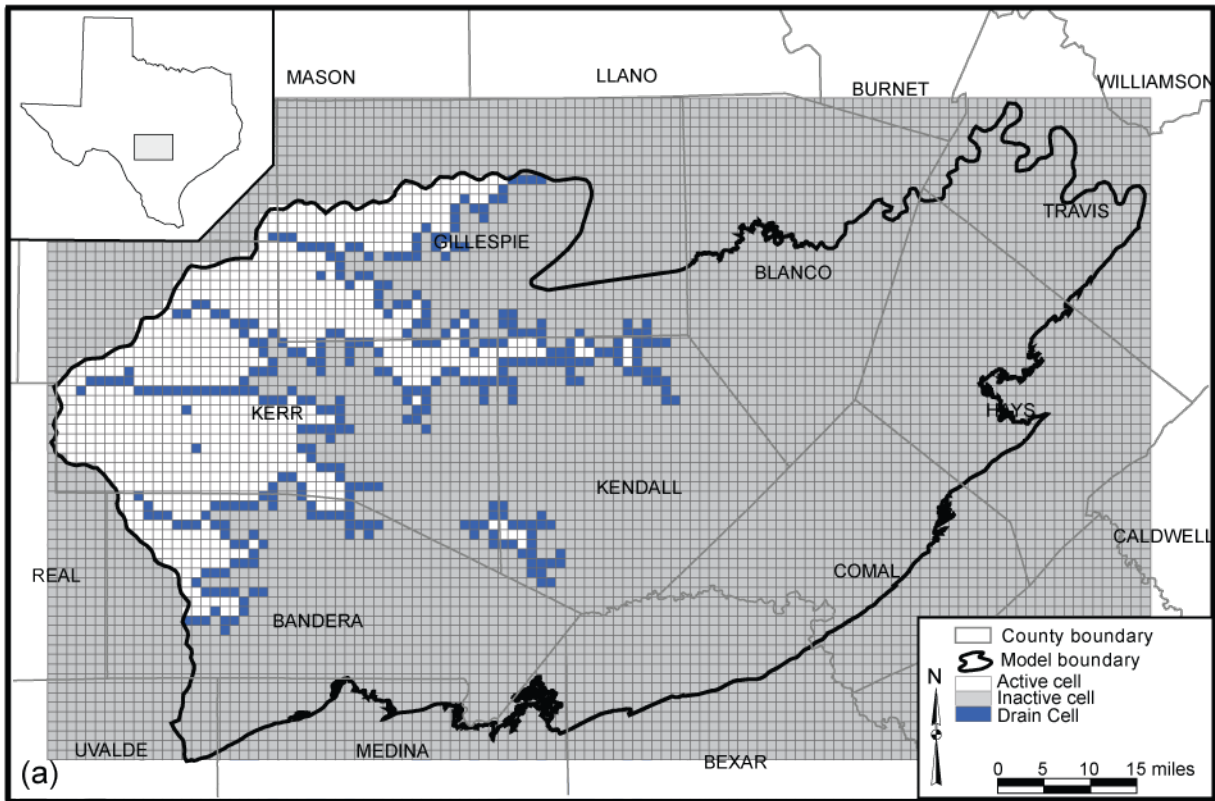 MASON
LLANO
BURNET
WILLIAMSON
TRAVIS
GILLESPIE
BLANCO
KERR
HAYS
KENDALL
CALDWELL
REAL
COMAL
BANDERA
UVALDE
MEDINA
BEXAR
(a)
County boundary
Model boundary
Active cell
Inactive cell
Drain Cell
N
0 5 10 15 miles